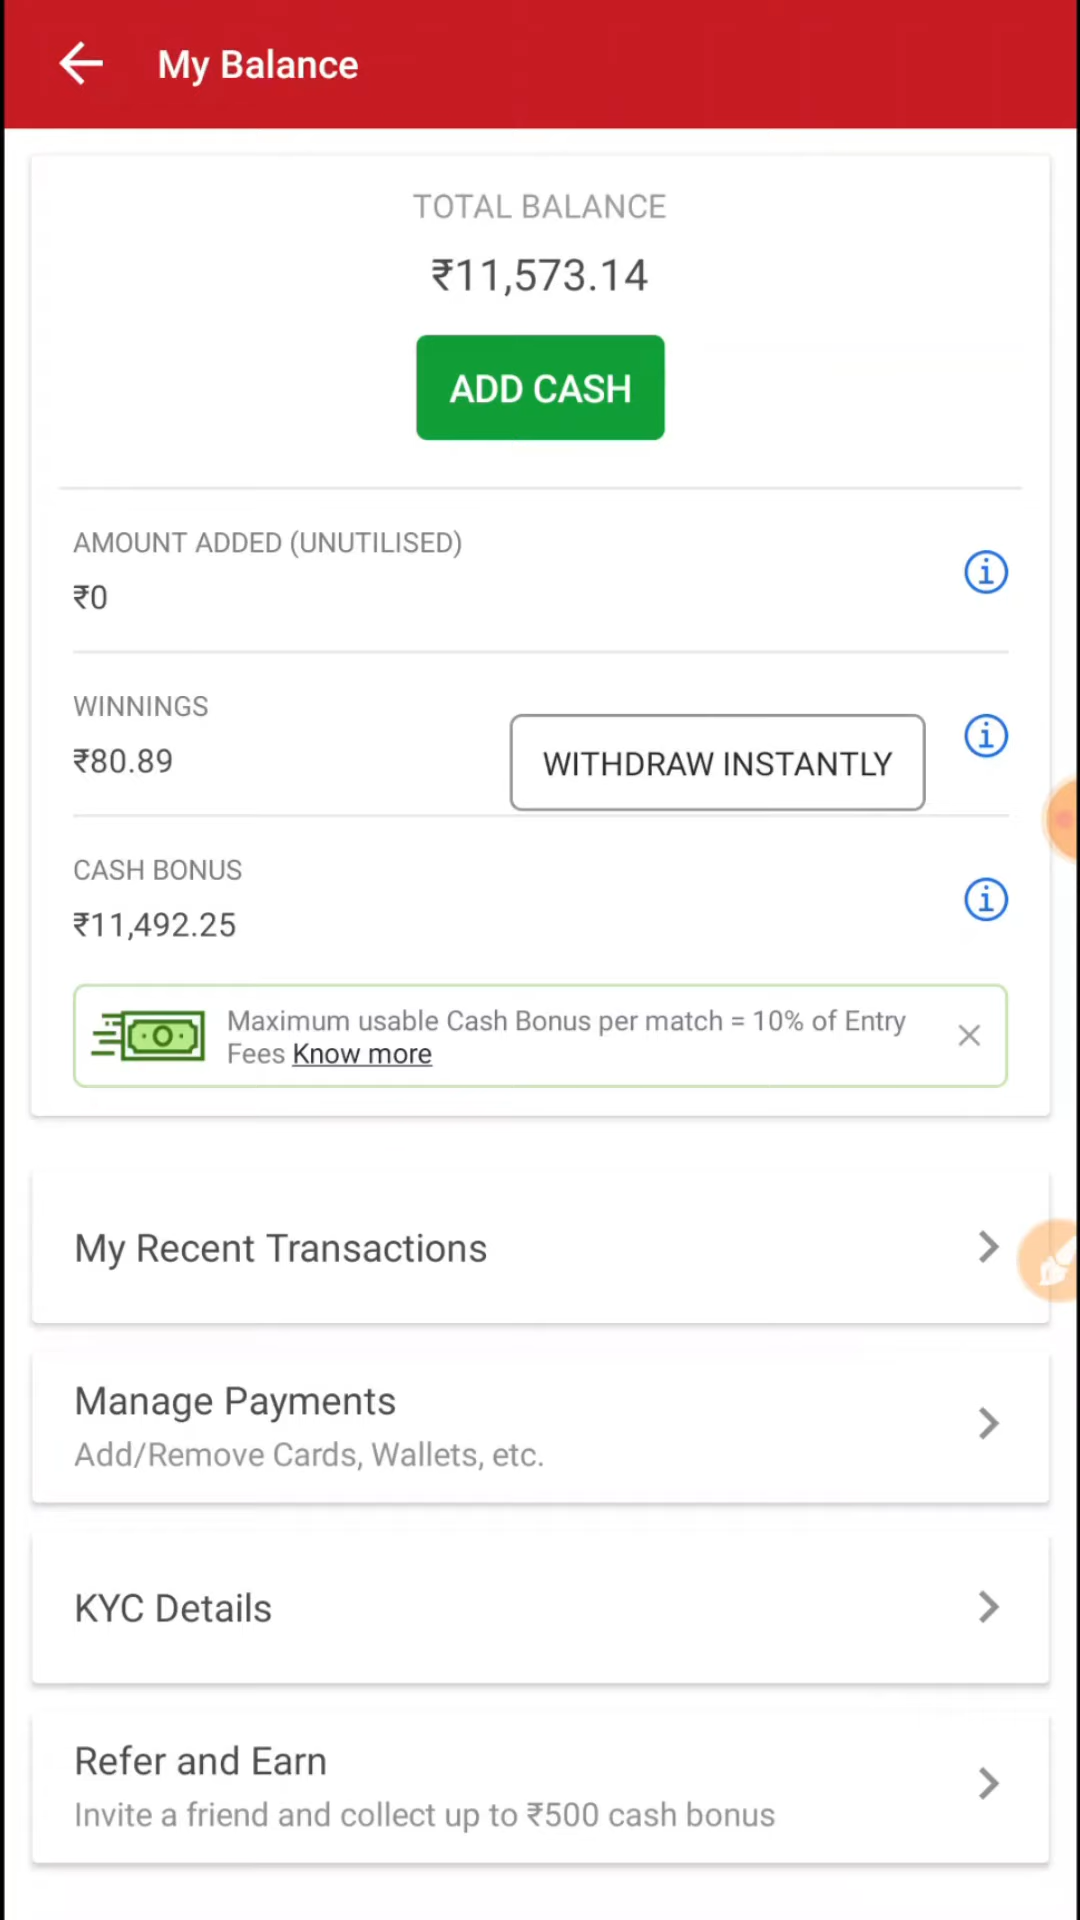 My Balance
TOTAL BALANCE
₹11,573.14
ADD CASH
AMOUNT ADDED (UNUTILISED)
₹0
WINNINGS
₹80.89
WITHDRAW INSTANTLY
CASH BONUS
₹11,492.25
Maximum usable Cash Bonus per match = 10% of Entry
Fees Know more
My Recent Transactions
Manage Payments
Add/Remove Cards, Wallets, etc.
KYC Details
Refer and Earn
Invite a friend and collect up to ₹500 cash bonus